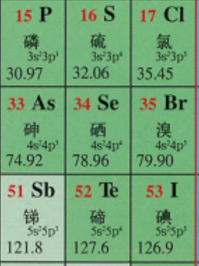 15 P 16 S 17 Cl
磷 硫 氯
3s²3p³ 3s²3p⁴ 3s²3p⁵
30.97 32.06 35.45
33 As 34 Se 35 Br
砷 硒 溴
4s²4p³ 4s²4p⁴ 4s²4p⁵
74.92 78.96 79.90
51 Sb 52 Te 53 I
锑 碲 碘
5s²5p³ 5s²5p⁴ 5s²5p⁵
121.8 127.6 126.9